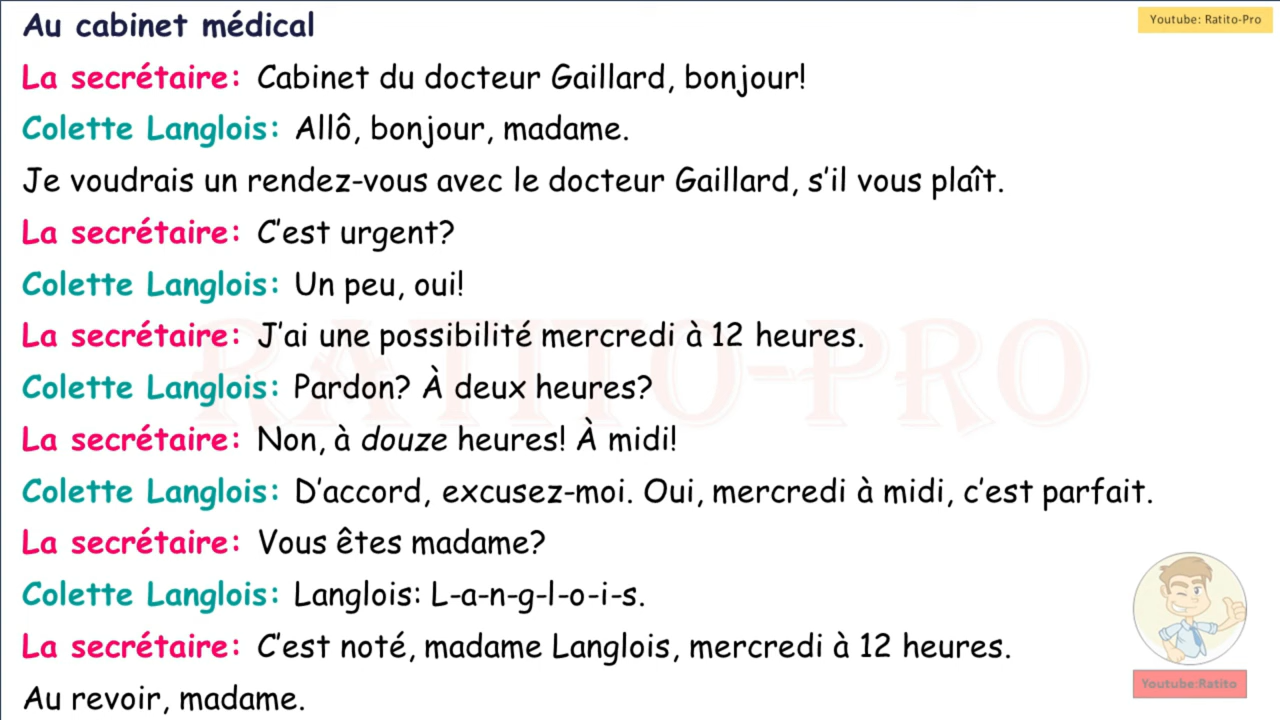 Au cabinet médical
Youtube: Ratito-Pro
La secrétaire: Cabinet du docteur Gaillard, bonjour!
Colette Langlois: Allô, bonjour, madame.
Je voudrais un rendez-vous avec le docteur Gaillard, s'il vous plaît.
La secrétaire: C'est urgent?
Colette Langlois: Un peu, oui!
La secrétaire: J'ai une possibilité mercredi à 12 heures.
RATITO-PRO
Colette Langlois: Pardon? À deux heures?
La secrétaire: Non, à douze heures! À midi!
Colette Langlois: D'accord, excusez-moi. Oui, mercredi à midi, c'est parfait.
La secrétaire: Vous êtes madame?
Colette Langlois: Langlois: L-a-n-g-l-o-i-s.
La secrétaire: C'est noté, madame Langlois, mercredi à 12 heures.
Youtube:Ratito
Au revoir, madame.